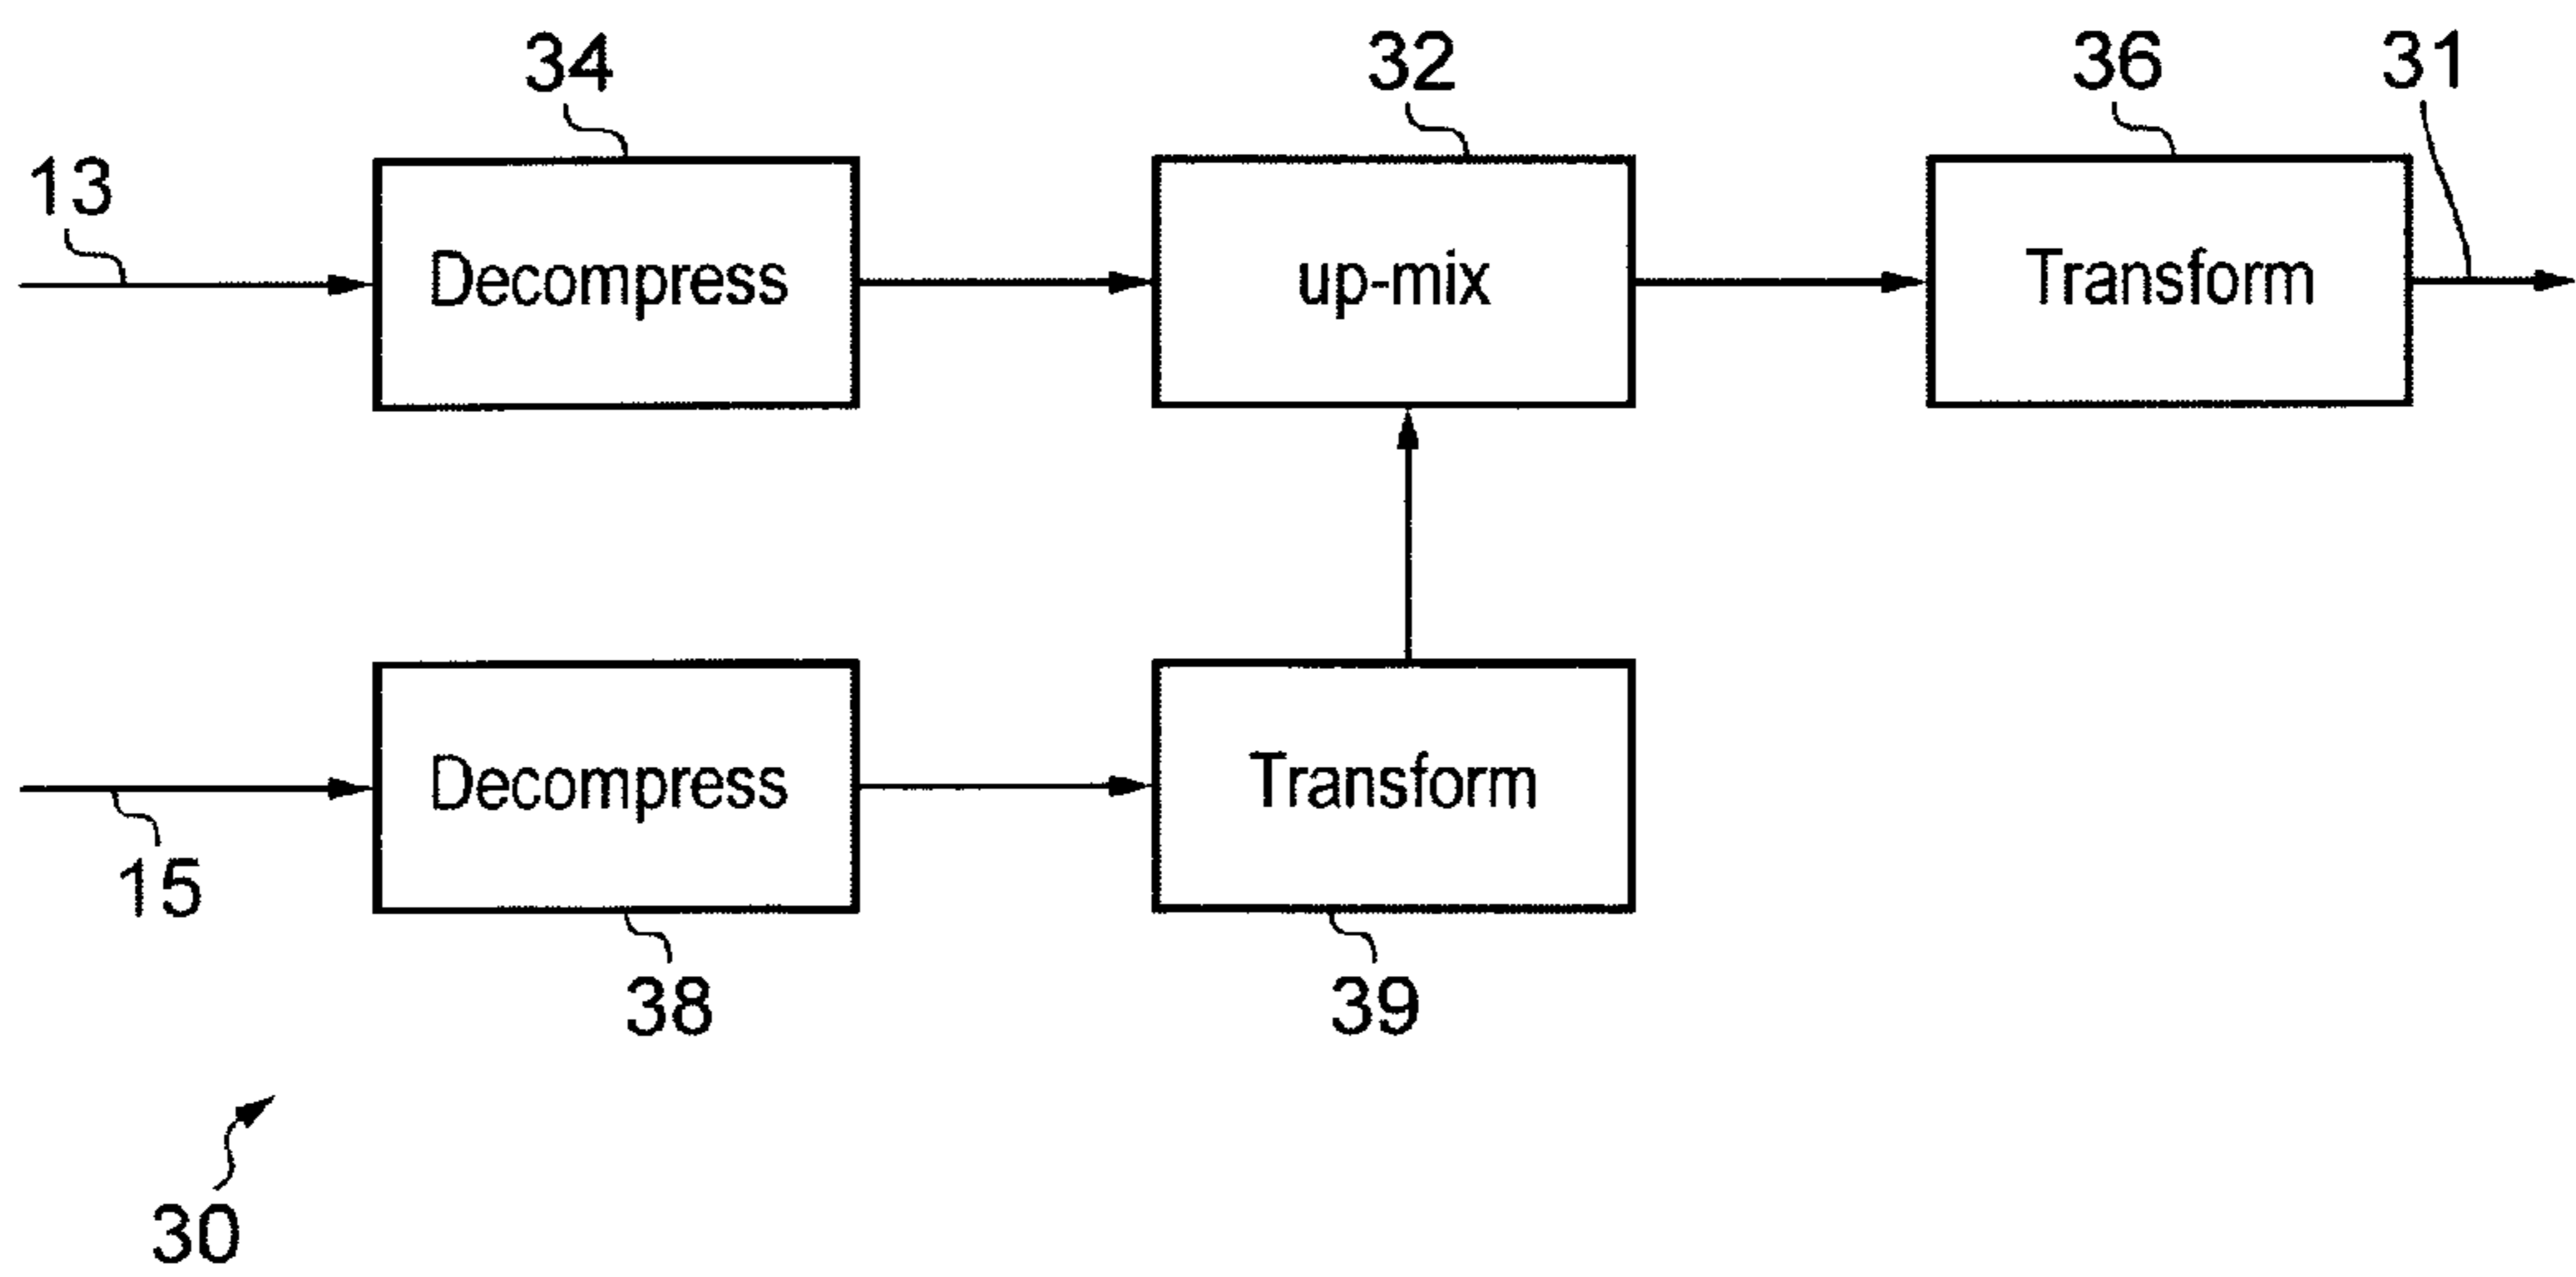 34
32
36
31
13
Decompress
up-mix
Transform
Decompress
Transform
15
38
39
30